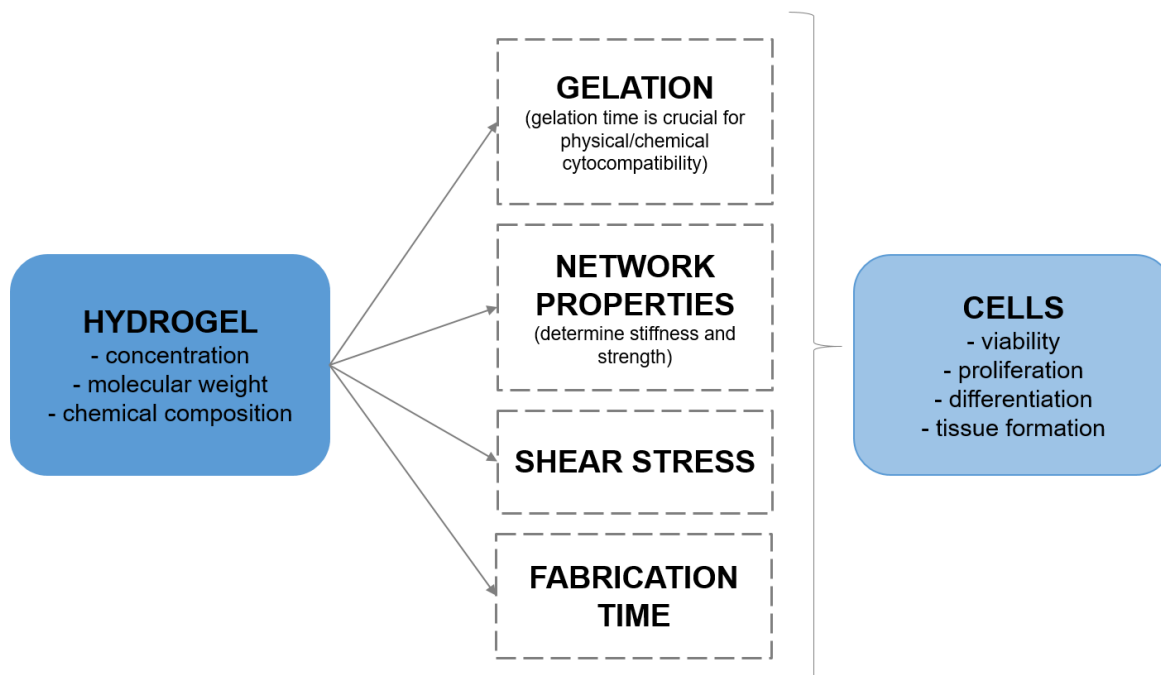 HYDROGEL
- concentration
- molecular weight
- chemical composition
GELATION
(gelation time is crucial for
physical/chemical
cytocompatibility)
NETWORK
PROPERTIES
(determine stiffness and
strength)
SHEAR STRESS
FABRICATION
TIME
CELLS
- viability
- proliferation
- differentiation
- tissue formation